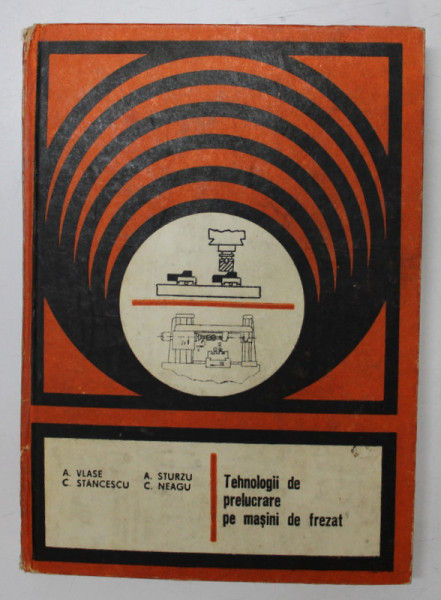 A. VLASE A. STURZU
C. STANCESCU C. NEAGU
Tehnologii de
prelucrare
pe mașini de frezat